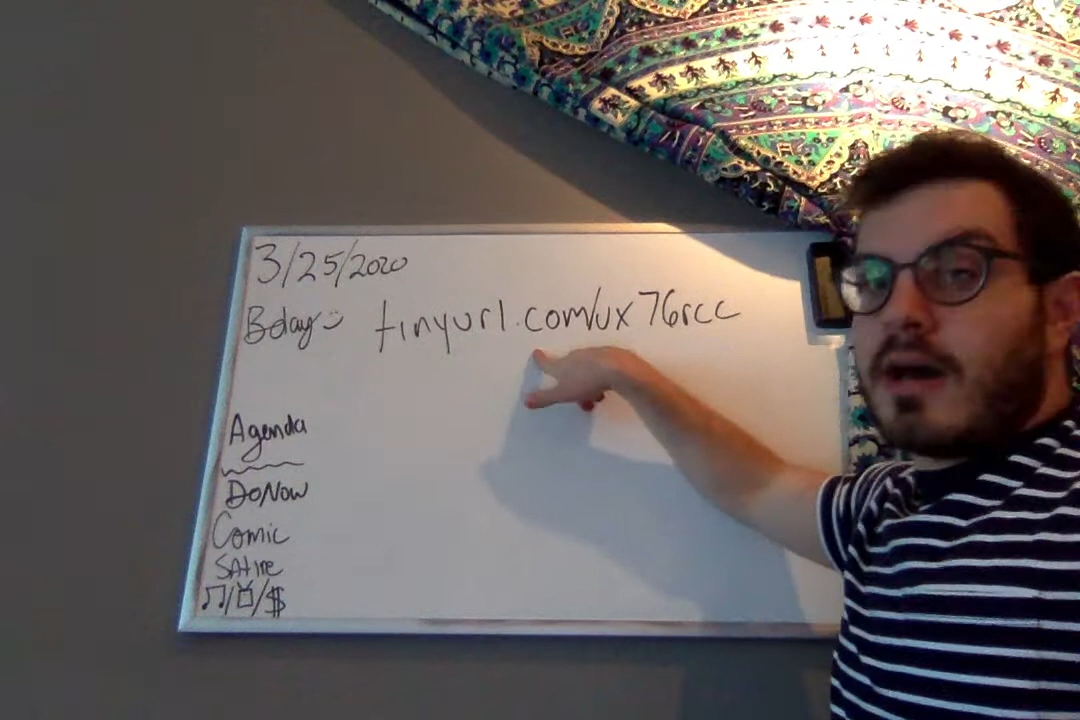 3/25/2020
Bday :) tinyurl.com/ux76rcc
Agenda
DoNow
Comic
SAtire
♫/📺/$